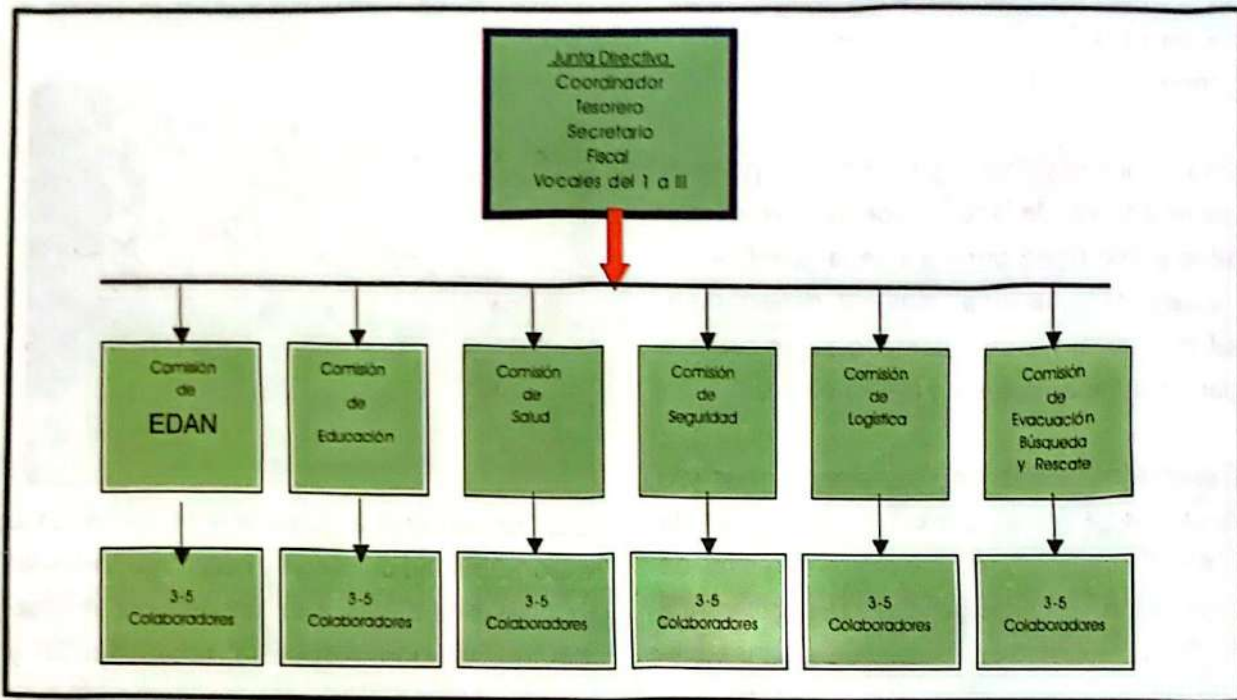 Junta Directiva
Coordinador
Tesorero
Secretario
Fiscal
Vocales del 1 a III
Comisión
de
EDAN
Comisión
de
Educación
Comisión
de
Salud
Comisión
de
Seguridad
Comisión
de
Logística
Comisión
de
Evacuación
Búsqueda
y Rescate
3-5
Colaboradores
3-5
Colaboradores
3-5
Colaboradores
3-5
Colaboradores
3-5
Colaboradores
3-5
Colaboradores